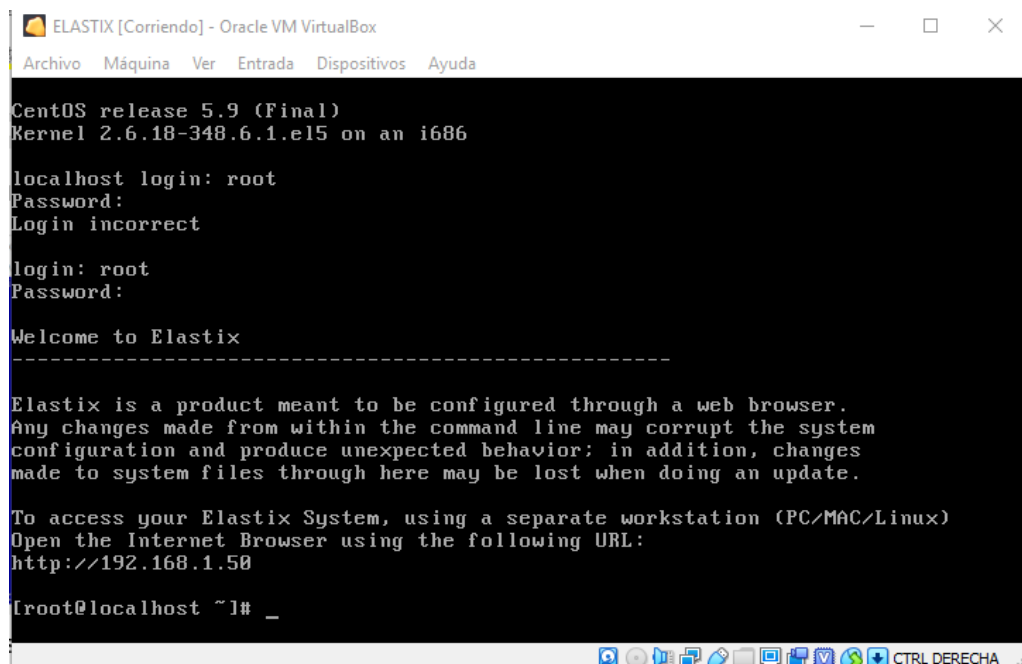 ELASTIX [Corriendo] - Oracle VM VirtualBox
Archivo Máquina Ver Entrada Dispositivos Ayuda
CentOS release 5.9 (Final)
Kernel 2.6.18-348.6.1.el5 on an i686
localhost login: root
Password:
Login incorrect
login: root
Password:
Welcome to Elastix
----------------------------------------------------
Elastix is a product meant to be configured through a web browser.
Any changes made from within the command line may corrupt the system
configuration and produce unexpected behavior; in addition, changes
made to system files through here may be lost when doing an update.
To access your Elastix System, using a separate workstation (PC/MAC/Linux)
Open the Internet Browser using the following URL:
http://192.168.1.50
[root@localhost ~]# _
CTRL DERECHA